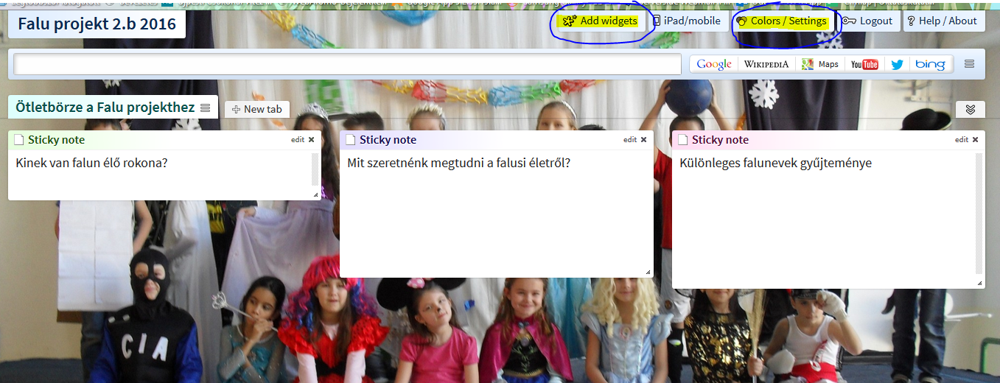 Falu projekt 2.b 2016
Add widgets
iPad/mobile
Colors / Settings
Logout
Help / About
Google
WIKIPEDIA
Maps
YouTube
bing
Ötletbörze a Falu projekthez
New tab
Sticky note
edit
Kinek van falun élő rokona?
Sticky note
edit
Mit szeretnénk megtudni a falusi életről?
Sticky note
edit
Különleges falunevek gyűjteménye
CIA